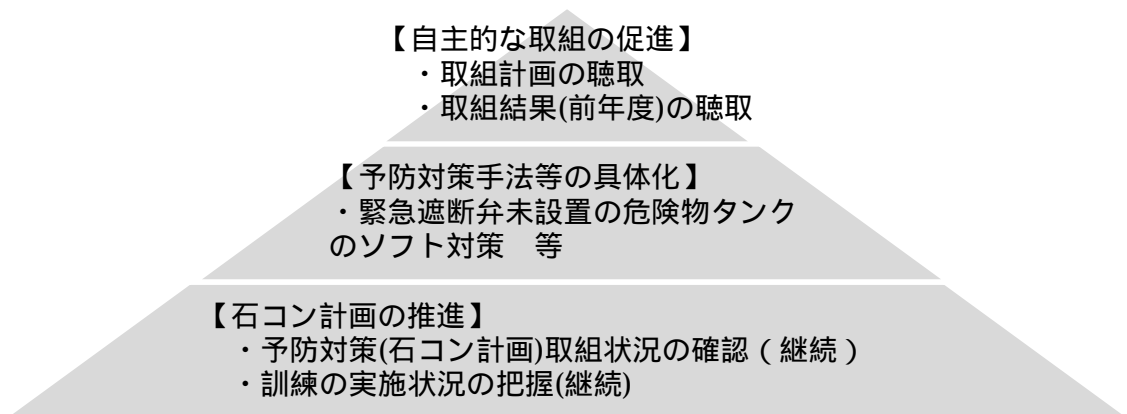 【自主的な取組の促進】
・取組計画の聴取
・取組結果(前年度)の聴取
【予防対策手法等の具体化】
・緊急遮断弁未設置の危険物タンク
のソフト対策　等
【石コン計画の推進】
・予防対策(石コン計画)取組状況の確認（継続）
・訓練の実施状況の把握(継続)